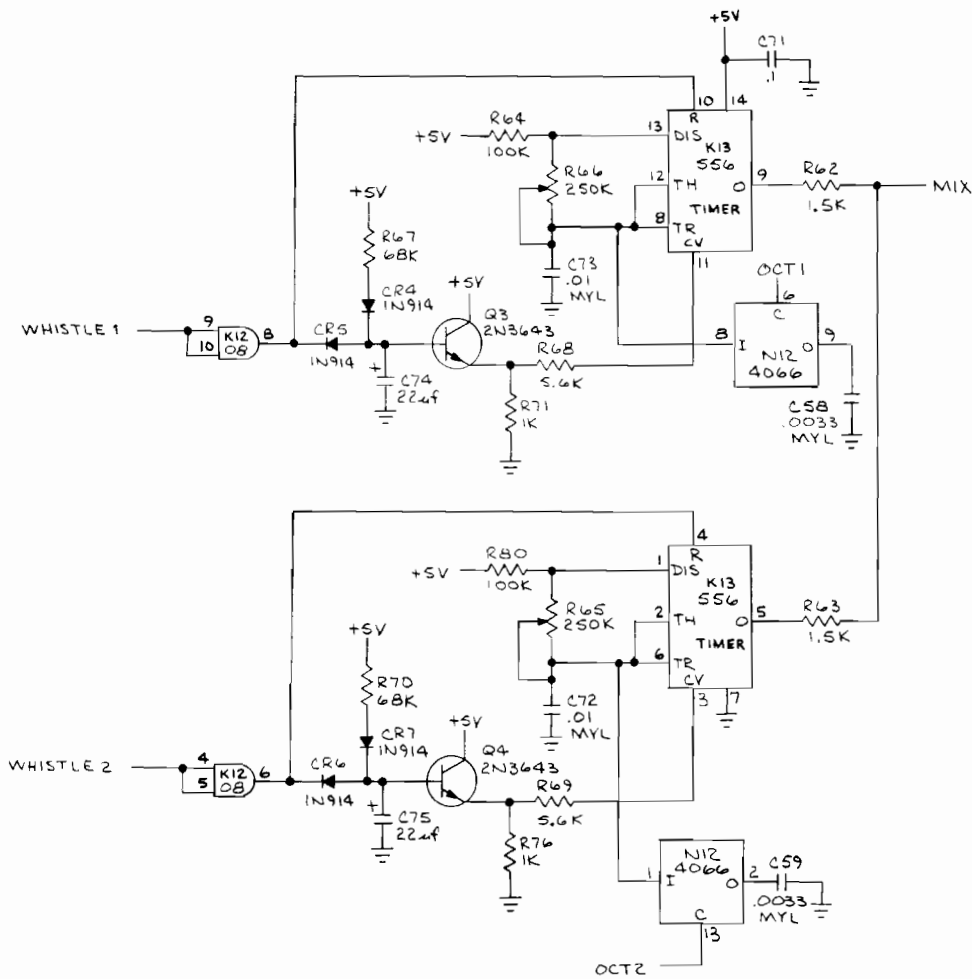 +5V
C71
.1
10
14
R64
+5V
100K
13
R
DIS
K13
556
R66
250K
12
TH
O
9
R62
1.5K
MIX
TIMER
8
TR
CV
11
+5V
R67
68K
C73
.01
MYL
OCT1
6
C
CR4
1N914
+5V
Q3
2N3643
WHISTLE 1
9
10
K12
08
8
CR5
1N914
R68
5.6K
8
I
O
9
N12
4066
+
C74
22uf
R71
1K
C58
.0033
MYL
4
R80
+5V
100K
1
R
DIS
K13
556
R65
250K
2
TH
O
5
R63
1.5K
TIMER
6
TR
CV
3
7
+5V
R70
68K
C72
.01
MYL
CR7
1N914
+5V
Q4
2N3643
WHISTLE 2
4
5
K12
08
6
CR6
1N914
R69
5.6K
+
C75
22uf
R76
1K
N12
4066
1
I
O
2
C59
.0033
MYL
C
13
OCT2